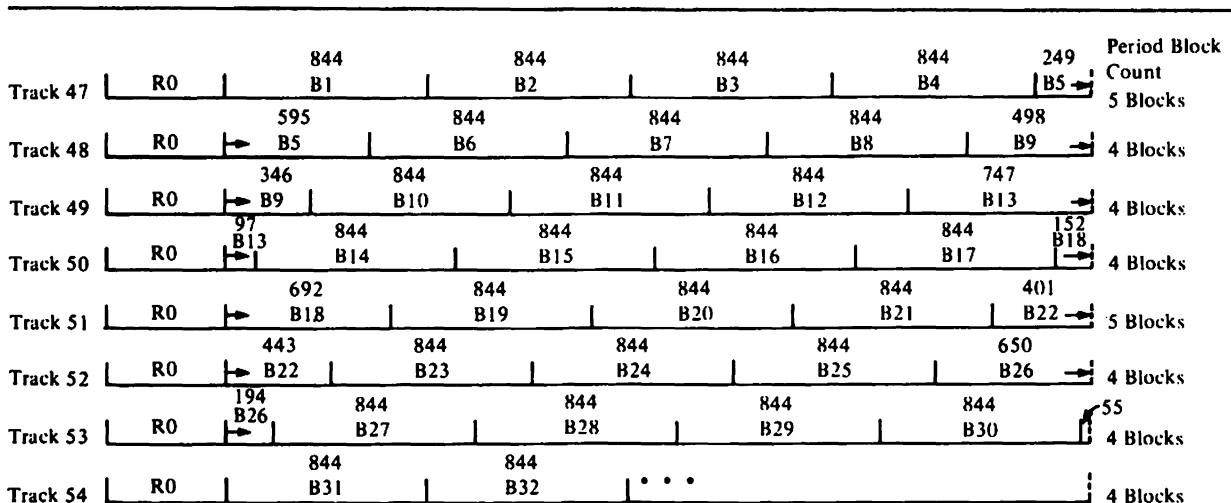 Period Block
Count
844 844 844 844 249
Track 47 R0 B1 B2 B3 B4 B5 5 Blocks
595 844 844 844 498
Track 48 R0 B5 B6 B7 B8 B9 4 Blocks
346 844 844 844 747
Track 49 R0 B9 B10 B11 B12 B13 4 Blocks
97 844 844 844 844 152
Track 50 R0 B13 B14 B15 B16 B17 B18 4 Blocks
692 844 844 844 401
Track 51 R0 B18 B19 B20 B21 B22 5 Blocks
443 844 844 844 650
Track 52 R0 B22 B23 B24 B25 B26 4 Blocks
194 844 844 844 844 55
Track 53 R0 B26 B27 B28 B29 B30 4 Blocks
844 844
Track 54 R0 B31 B32 • • • 4 Blocks